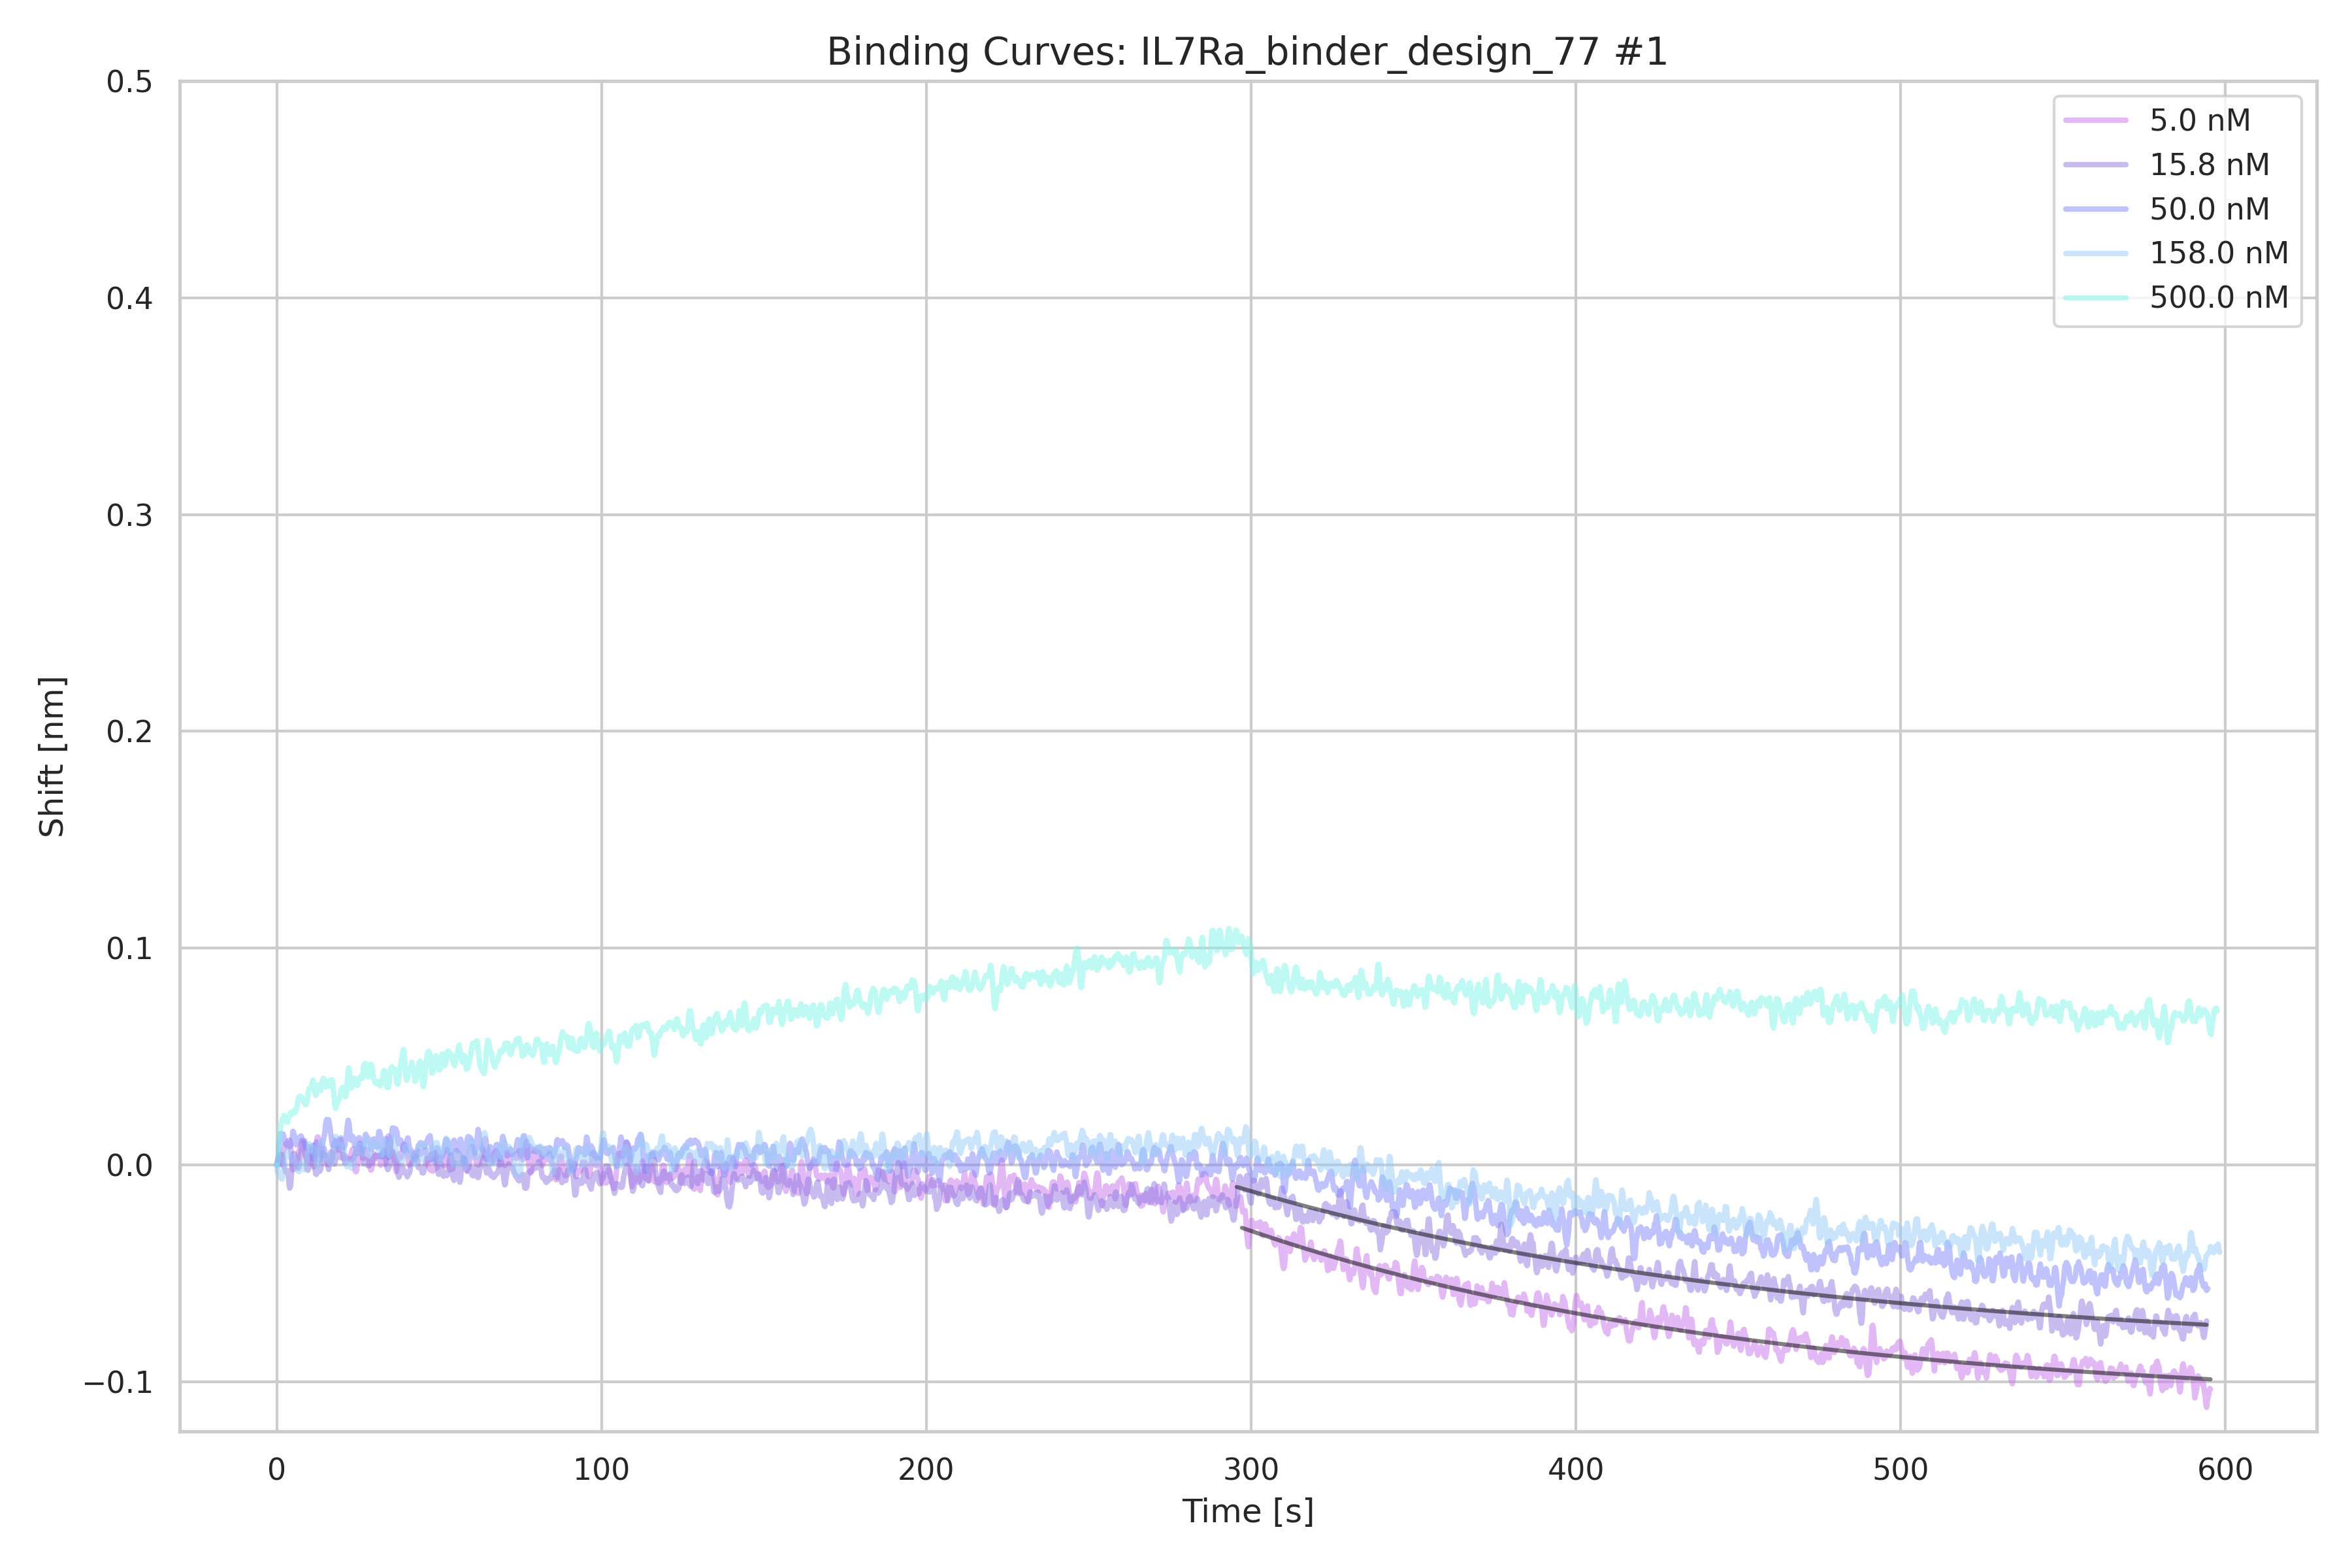 Binding Curves: IL7Ra_binder_design_77 #1
0.5
0.4
0.3
0.2
0.1
0.0
−0.1
Shift [nm]
5.0 nM
15.8 nM
50.0 nM
158.0 nM
500.0 nM
0 100 200 300 400 500 600
Time [s]